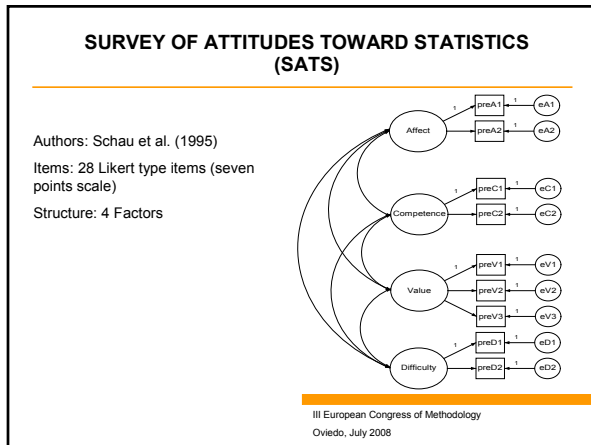 SURVEY OF ATTITUDES TOWARD STATISTICS
(SATS)
Authors: Schau et al. (1995)
Items: 28 Likert type items (seven
points scale)
Structure: 4 Factors
Affect
1
preA1
1
eA1
preA2
1
eA2
Competence
1
preC1
1
eC1
preC2
1
eC2
Value
1
preV1
1
eV1
preV2
1
eV2
preV3
1
eV3
Difficulty
1
preD1
1
eD1
preD2
1
eD2
III European Congress of Methodology
Oviedo, July 2008